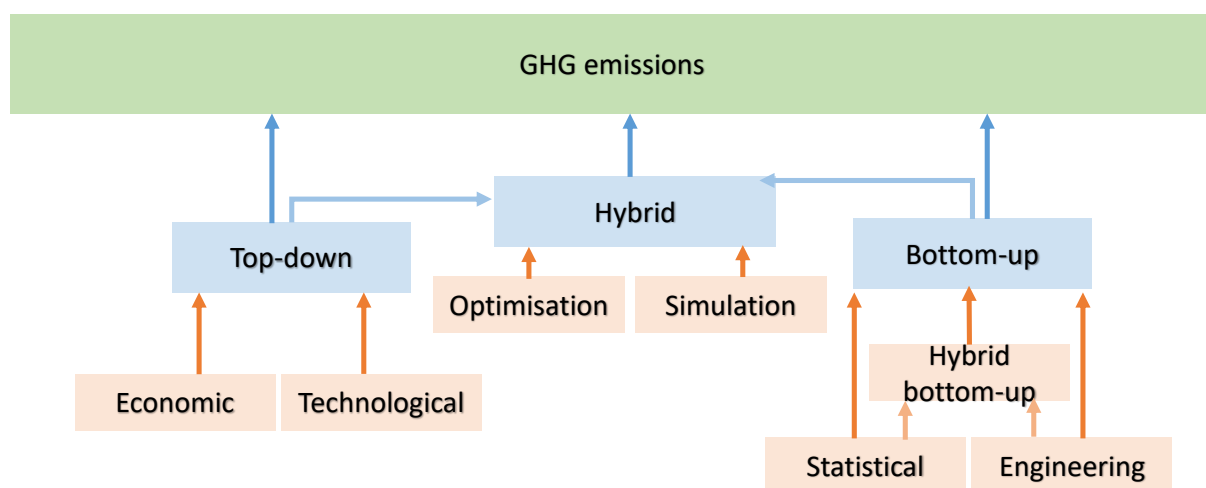 GHG emissions
Hybrid
Top-down
Bottom-up
Optimisation
Simulation
Hybrid
bottom-up
Economic
Technological
Statistical
Engineering